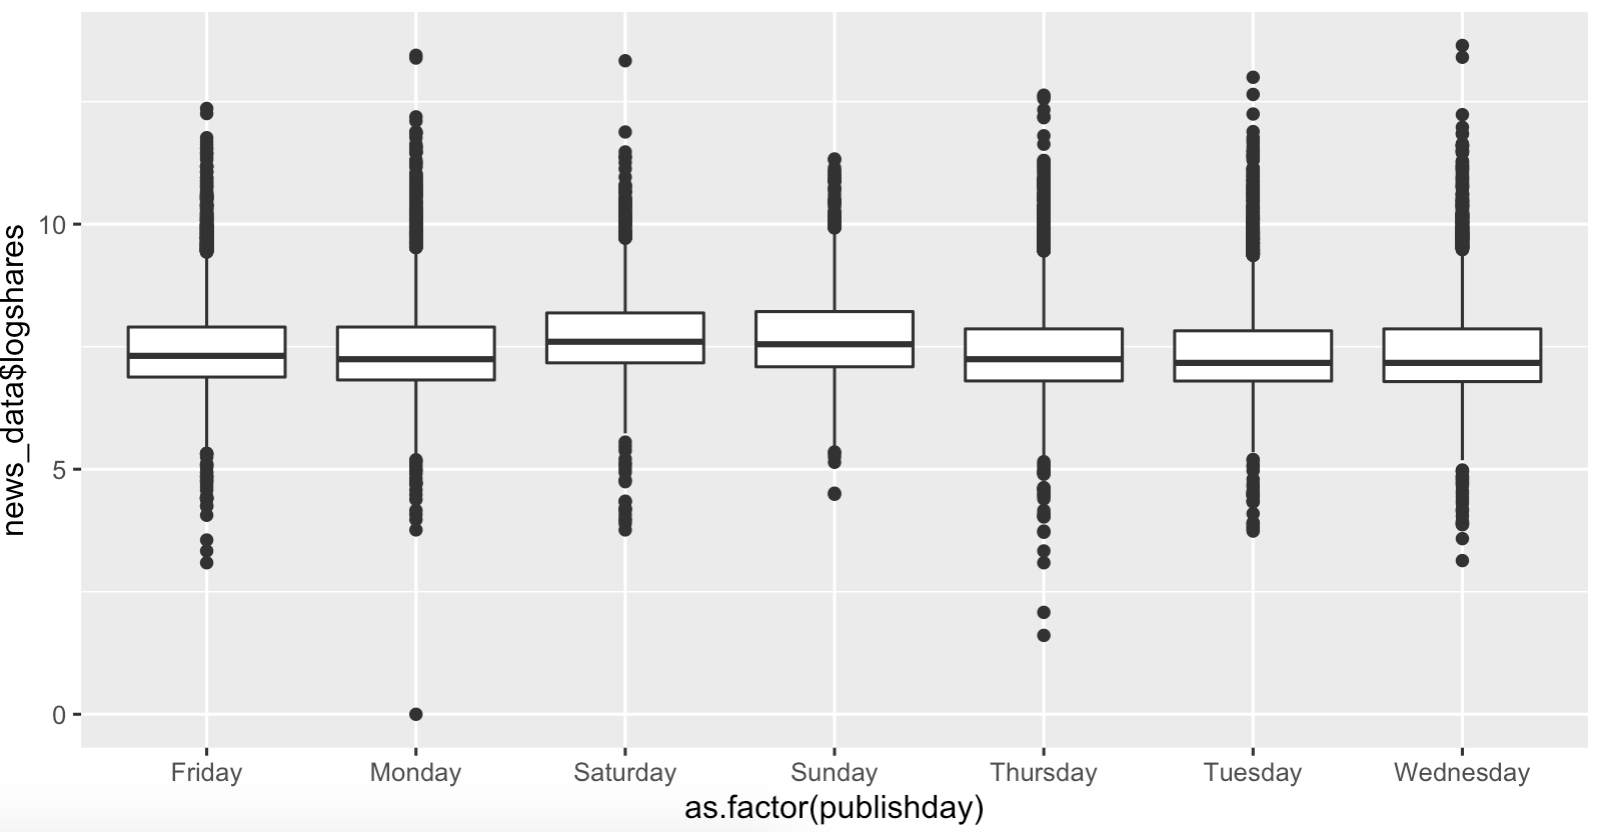 news_data$logshares
10
5
0
Friday Monday Saturday Sunday Thursday Tuesday Wednesday
as.factor(publishday)